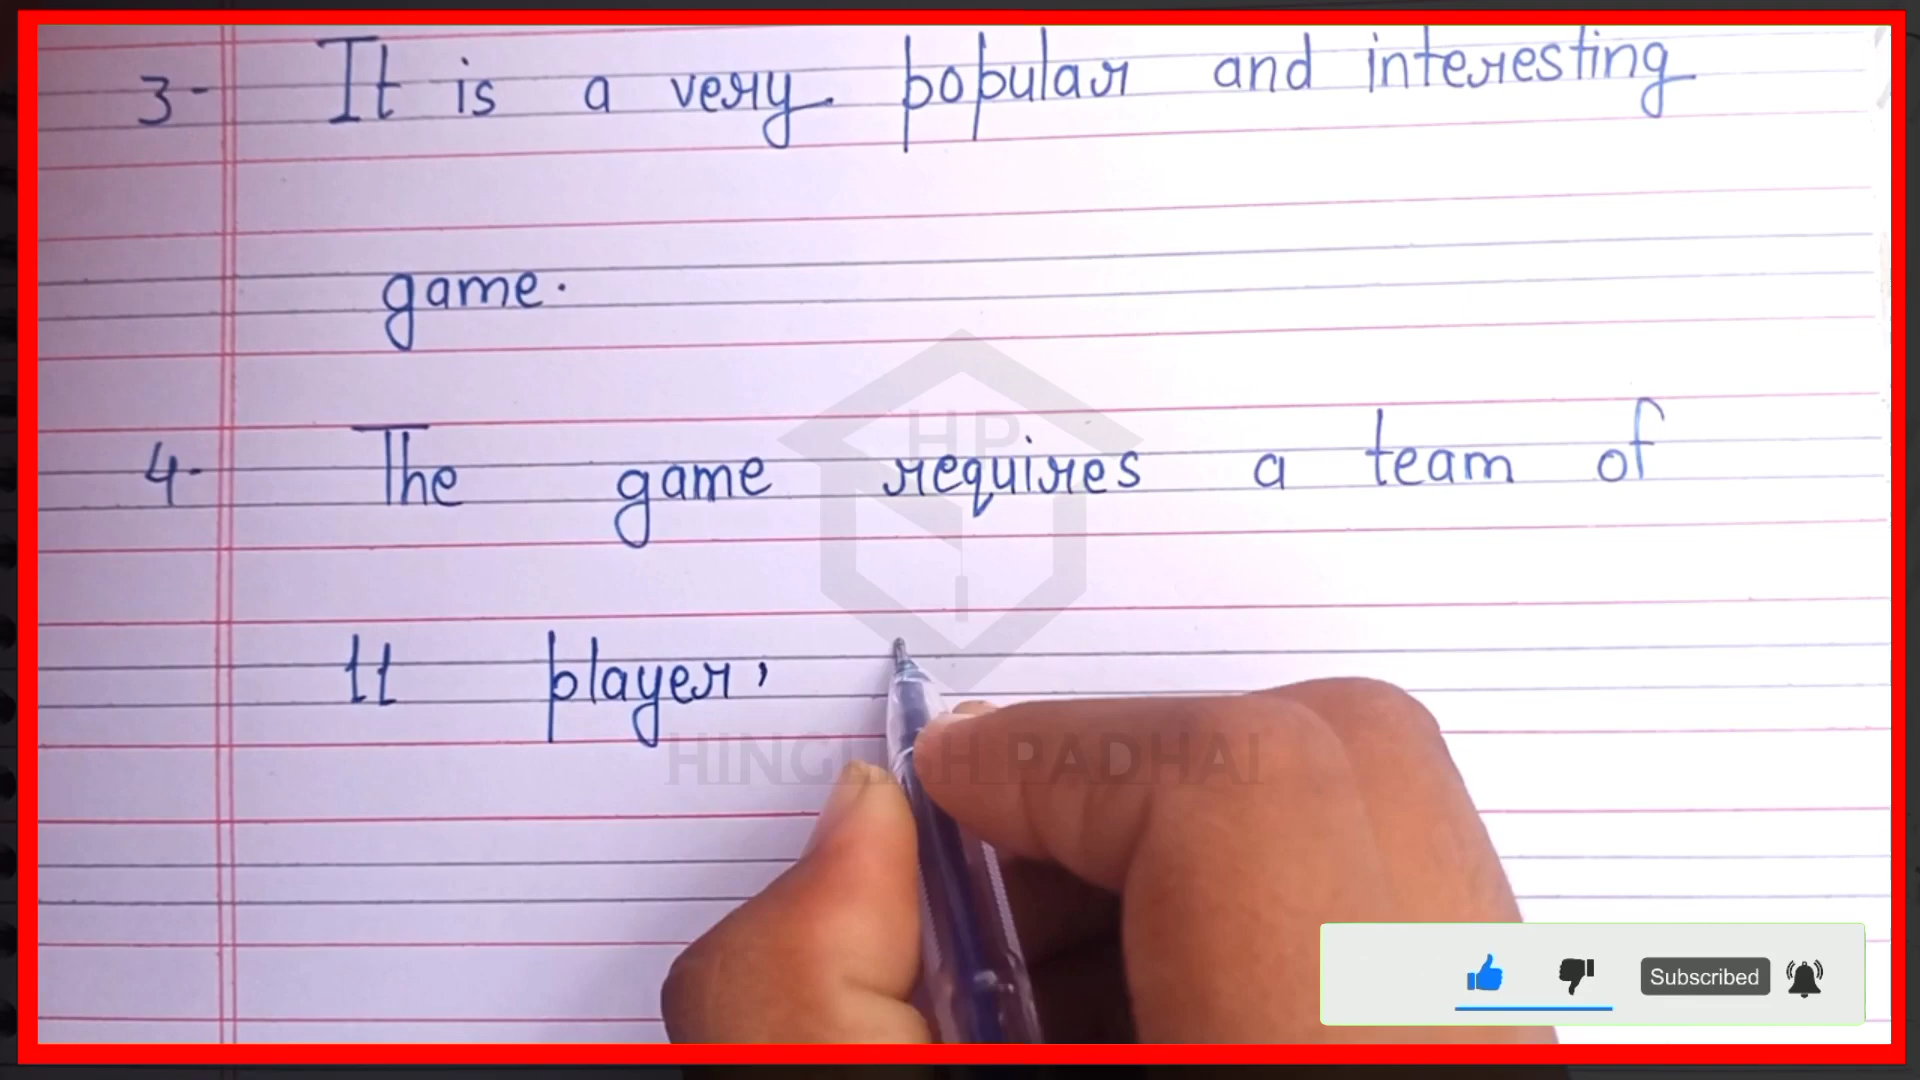 3- It is a very popular and interesting
game.
4- The game requires a team of
11 player,
HP
HINGLISH PADHAI
Subscribed